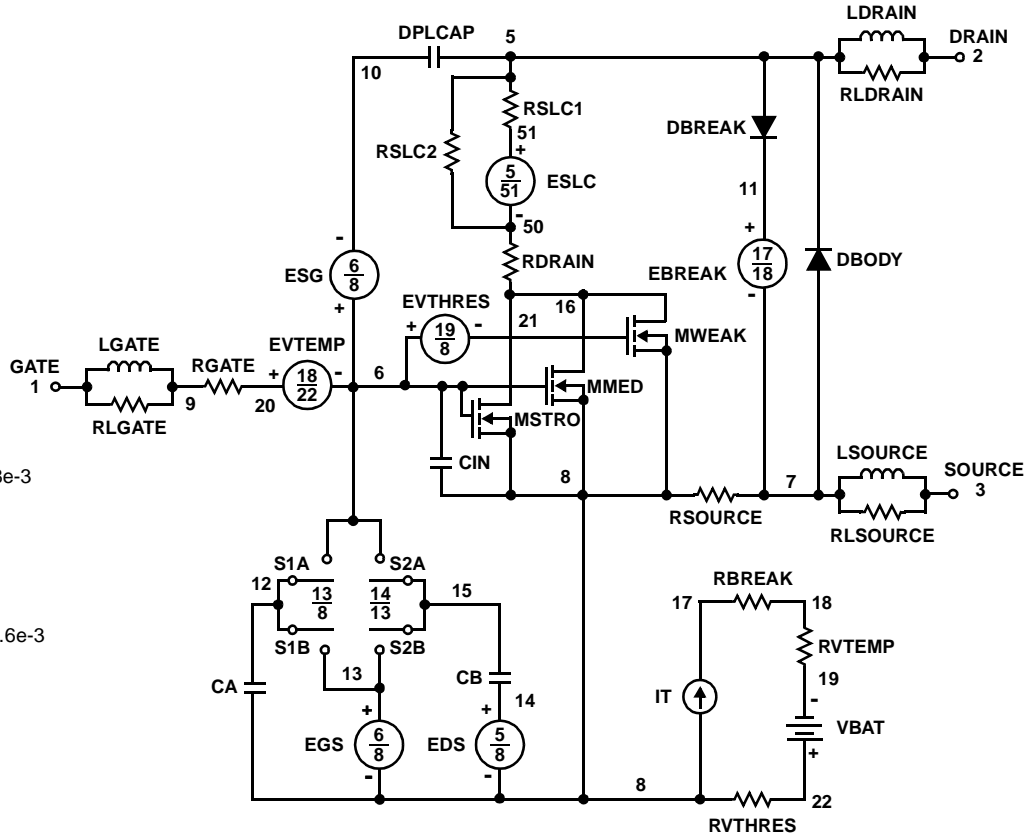 LDRAIN
DPLCAP 5 DRAIN
10 2
RSLC1 RLDRAIN
51 DBREAK
RSLC2 +
5
51 ESLC
11
-
50
- + 
RDRAIN 17
18 DBODY
ESG 6
8 EBREAK
+ EVTHRES 16 -
+ 19
8 - 21
MWEAK
LGATE EVTEMP
GATE RGATE + 18
22 - 6
1 MMED
9 20
RLGATE MSTRO
LSOURCE
CIN 8 7 SOURCE
8e-3 3
RSOURCE
RLSOURCE
S1A S2A
12 13
8 14
13 15 RBREAK
17 18
S1B S2B RVTEMP
.6e-3
13 CB 19
CA 14 IT -
+ + VBAT
EGS 6
8 EDS 5
8 +
- - 8 22
RVTHRES